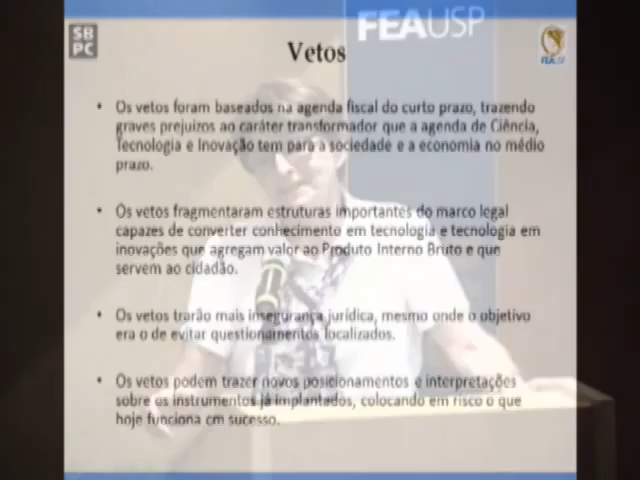 FEAUSP
SB
PC
FEAUSP
Vetos
• Os vetos foram baseados na agenda fiscal do curto prazo, trazendo
graves prejuízos ao caráter transformador que a agenda de Ciência,
Tecnologia e Inovação tem para a sociedade e a economia no médio
prazo.
• Os vetos fragmentaram estruturas importantes do marco legal
capazes de converter conhecimento em tecnologia e tecnologia em
inovações que agregam valor ao Produto Interno Bruto e que
servem ao cidadão.
• Os vetos trarão mais insegurança jurídica, mesmo onde o objetivo
era o de evitar questionamentos localizados.
• Os vetos podem trazer novos posicionamentos e interpretações
sobre os instrumentos já implantados, colocando em risco o que
hoje funciona cm sucesso.